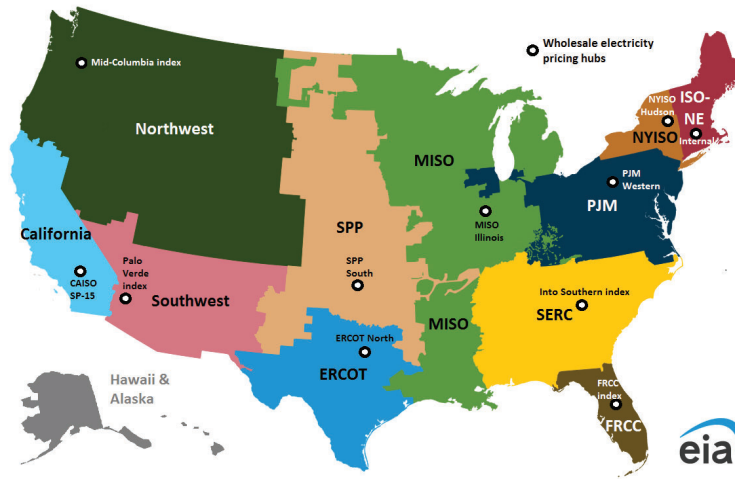 Wholesale electricity
pricing hubs
Mid-Columbia index
Northwest
MISO
NYISO
Hudson
ISO-
NE
NYISO
Internal
PJM
Western
PJM
MISO
Illinois
California
CAISO
SP-15
Palo
Verde
index
Southwest
SPP
SPP
South
MISO
Into Southern index
SERC
ERCOT North
ERCOT
Hawaii &
Alaska
FRCC
index
FRCC
eia